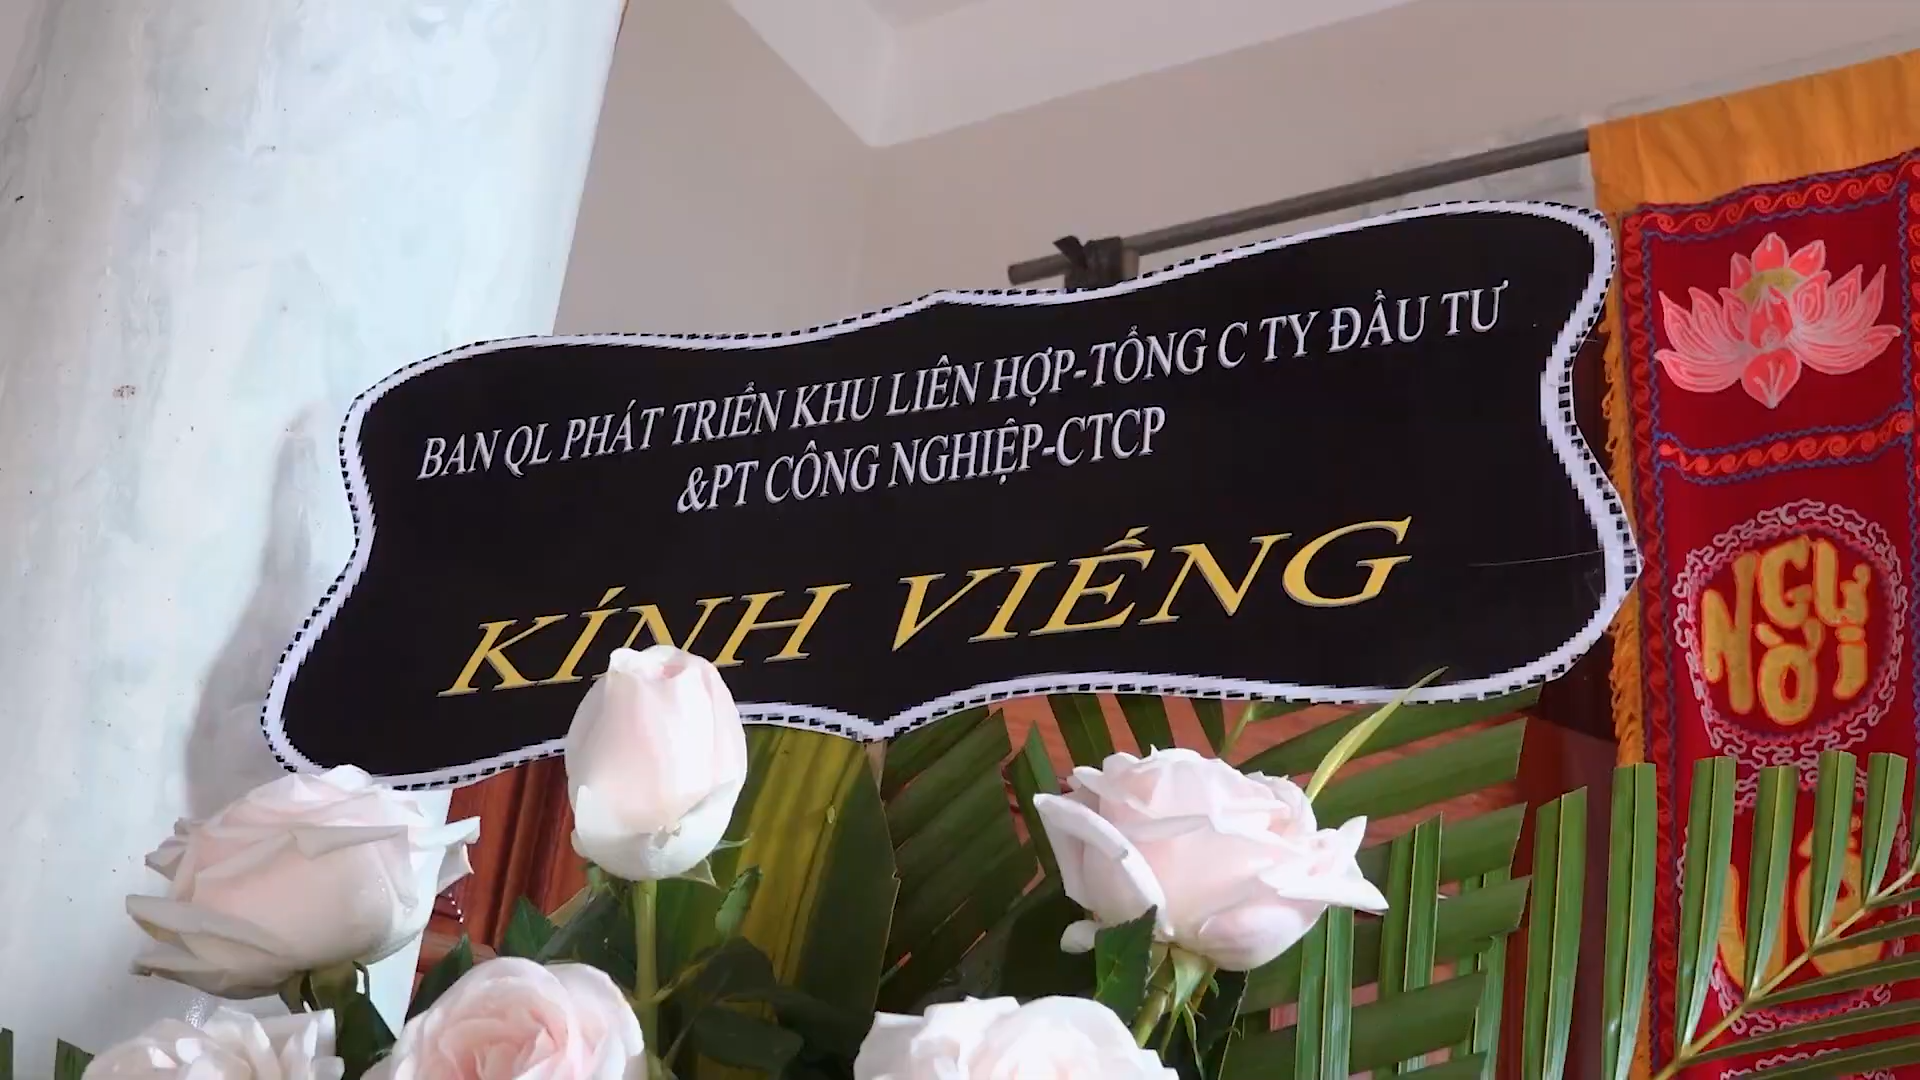 BAN QL PHÁT TRIỂN KHU LIÊN HỢP-TỔNG C TY ĐẦU TƯ
&PT CÔNG NGHIỆP-CTCP
KÍNH VIẾNG
NGƯỜI